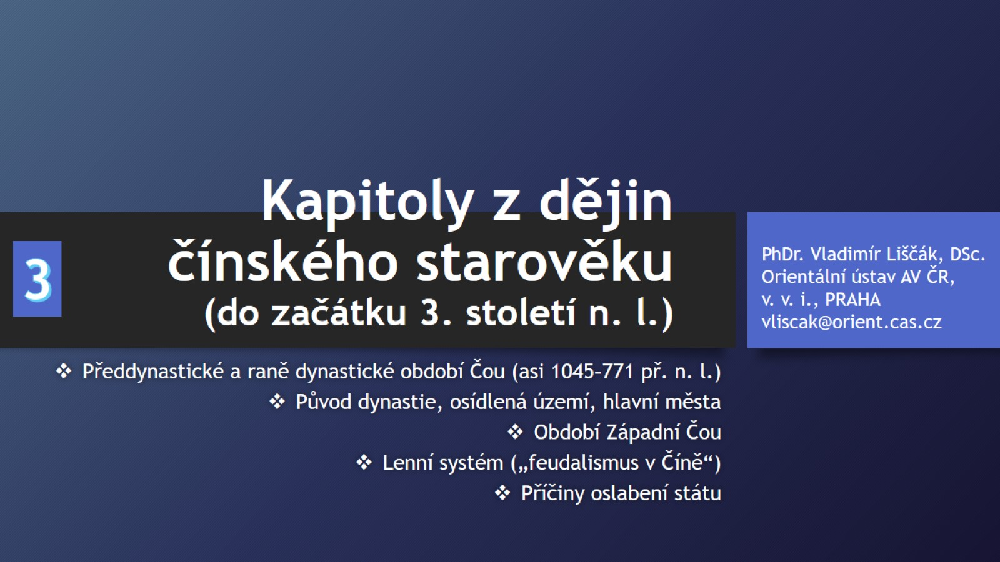 Kapitoly z dějin
čínského starověku
(do začátku 3. století n. l.)
3
PhDr. Vladimír Liščák, DSc.
Orientální ústav AV ČR,
v. v. i., PRAHA
vliscak@orient.cas.cz
❖ Předdynastické a raně dynastické období Čou (asi 1045-771 př. n. l.)
❖ Původ dynastie, osídlená území, hlavní města
❖ Období Západní Čou
❖ Lenní systém („feudalismus v Číně“)
❖ Příčiny oslabení státu